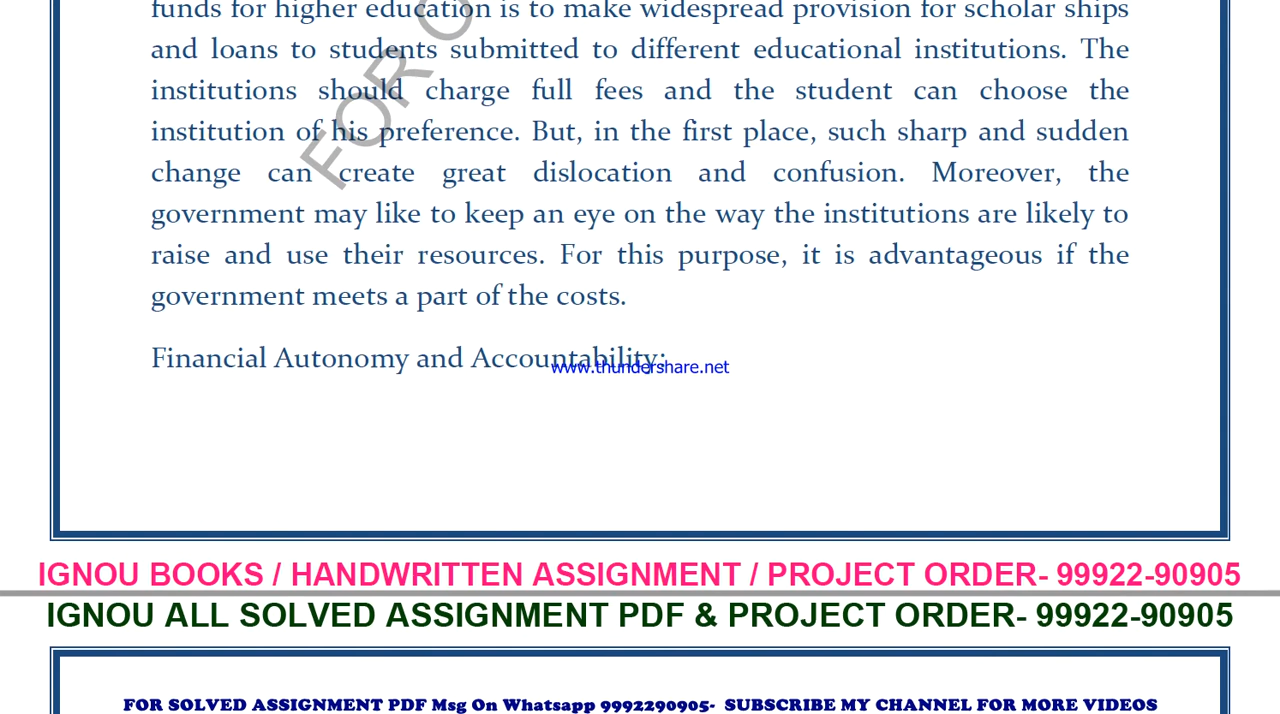 funds for higher education is to make widespread provision for scholar ships
and loans to students submitted to different educational institutions. The
institutions should charge full fees and the student can choose the
institution of his preference. But, in the first place, such sharp and sudden
change can create great dislocation and confusion. Moreover, the
government may like to keep an eye on the way the institutions are likely to
raise and use their resources. For this purpose, it is advantageous if the
government meets a part of the costs.
FOR O
Financial Autonomy and Accountability:
www.thundershare.net
IGNOU BOOKS / HANDWRITTEN ASSIGNMENT / PROJECT ORDER- 99922-90905
IGNOU ALL SOLVED ASSIGNMENT PDF & PROJECT ORDER- 99922-90905
FOR SOLVED ASSIGNMENT PDF Msg On Whatsapp 9992290905- SUBSCRIBE MY CHANNEL FOR MORE VIDEOS